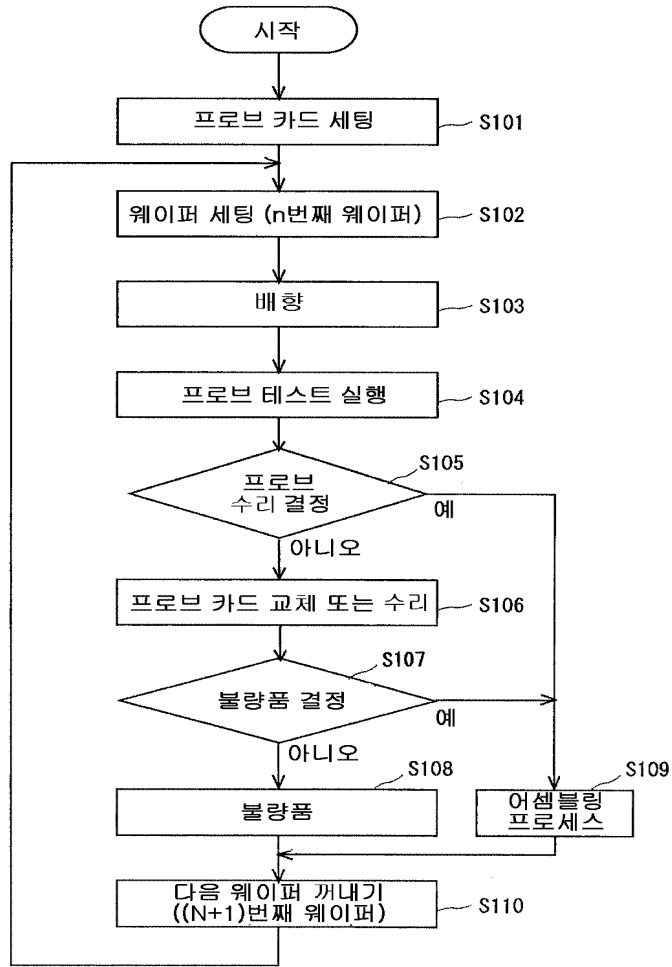 시작
프로브 카드 세팅
S101
웨이퍼 세팅 (n번째 웨이퍼)
S102
배향
S103
프로브 테스트 실행
S104
S105
프로브
수리 결정
예
아니오
프로브 카드 교체 또는 수리
S106
S107
불량품 결정
예
아니오
S108
불량품
S109
어셈블링
프로세스
다음 웨이퍼 꺼내기
((N+1)번째 웨이퍼)
S110